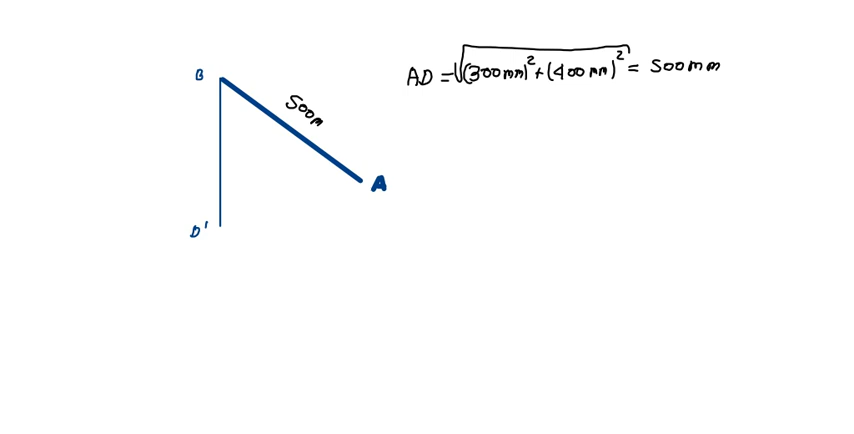 B
500m
A
D'
AD = √(300mm)²+(400mm)² = 500mm